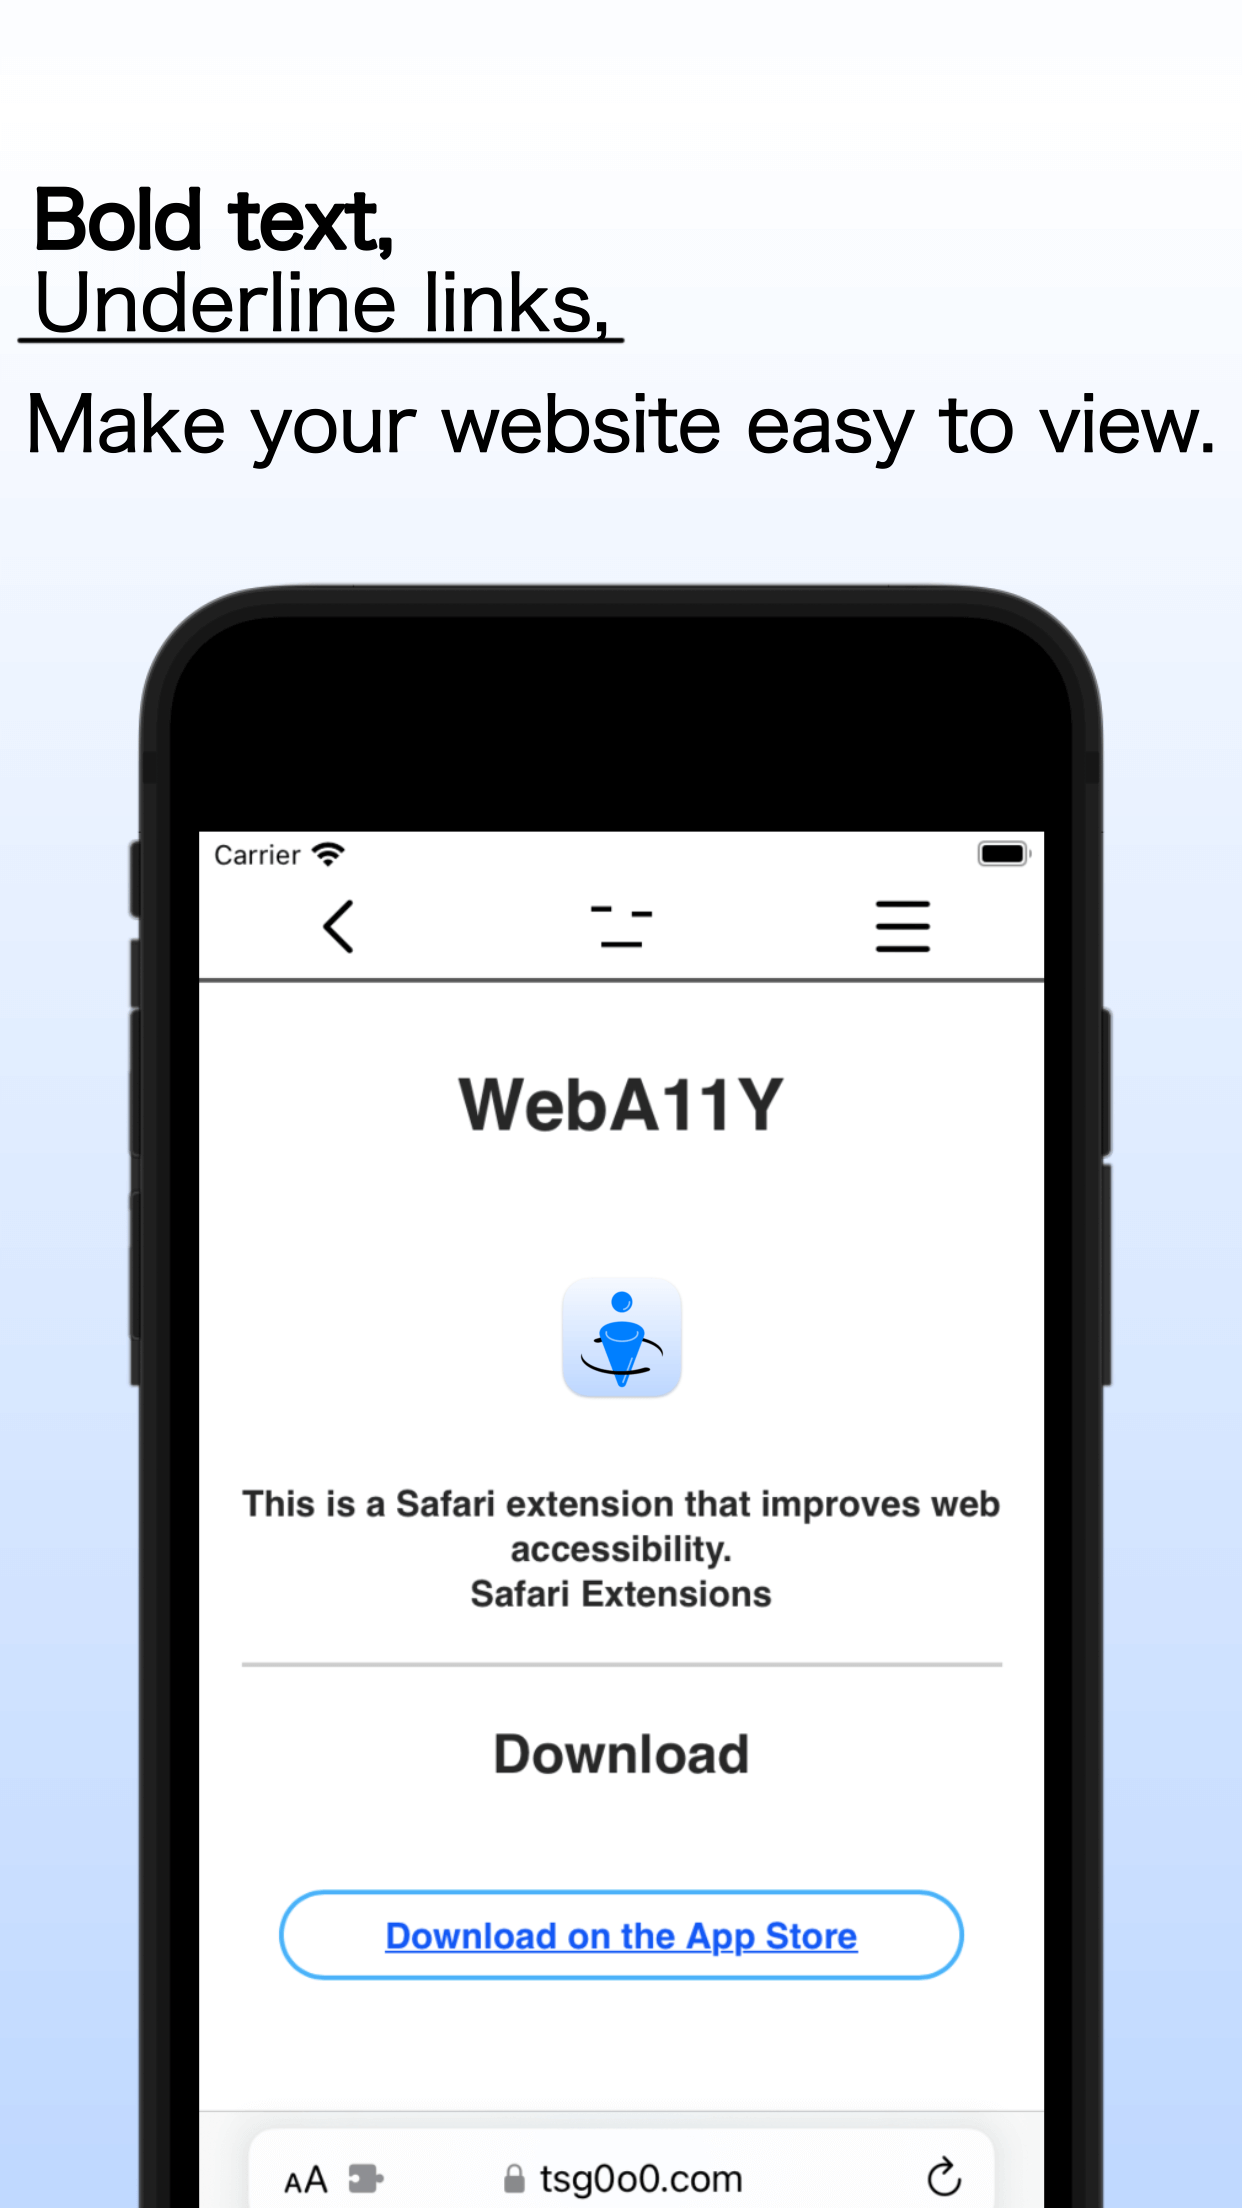 Bold text,
Underline links,
Make your website easy to view.
Carrier
WebA11Y
This is a Safari extension that improves web
accessibility.
Safari Extensions
Download
Download on the App Store
AA
tsg0o0.com